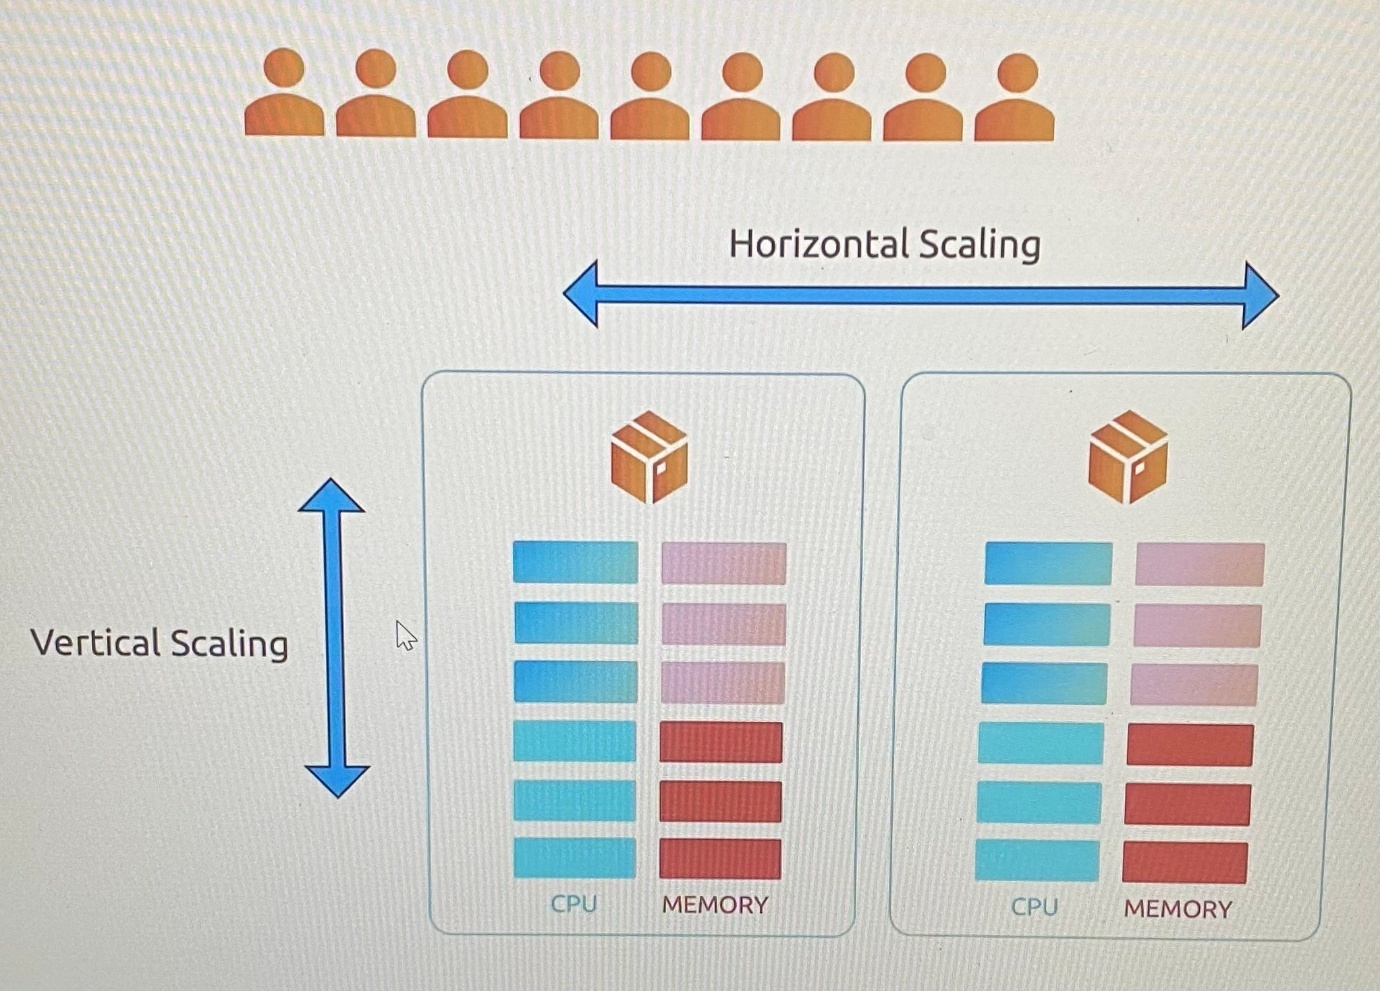 Horizontal Scaling
Vertical Scaling
CPU MEMORY
CPU MEMORY